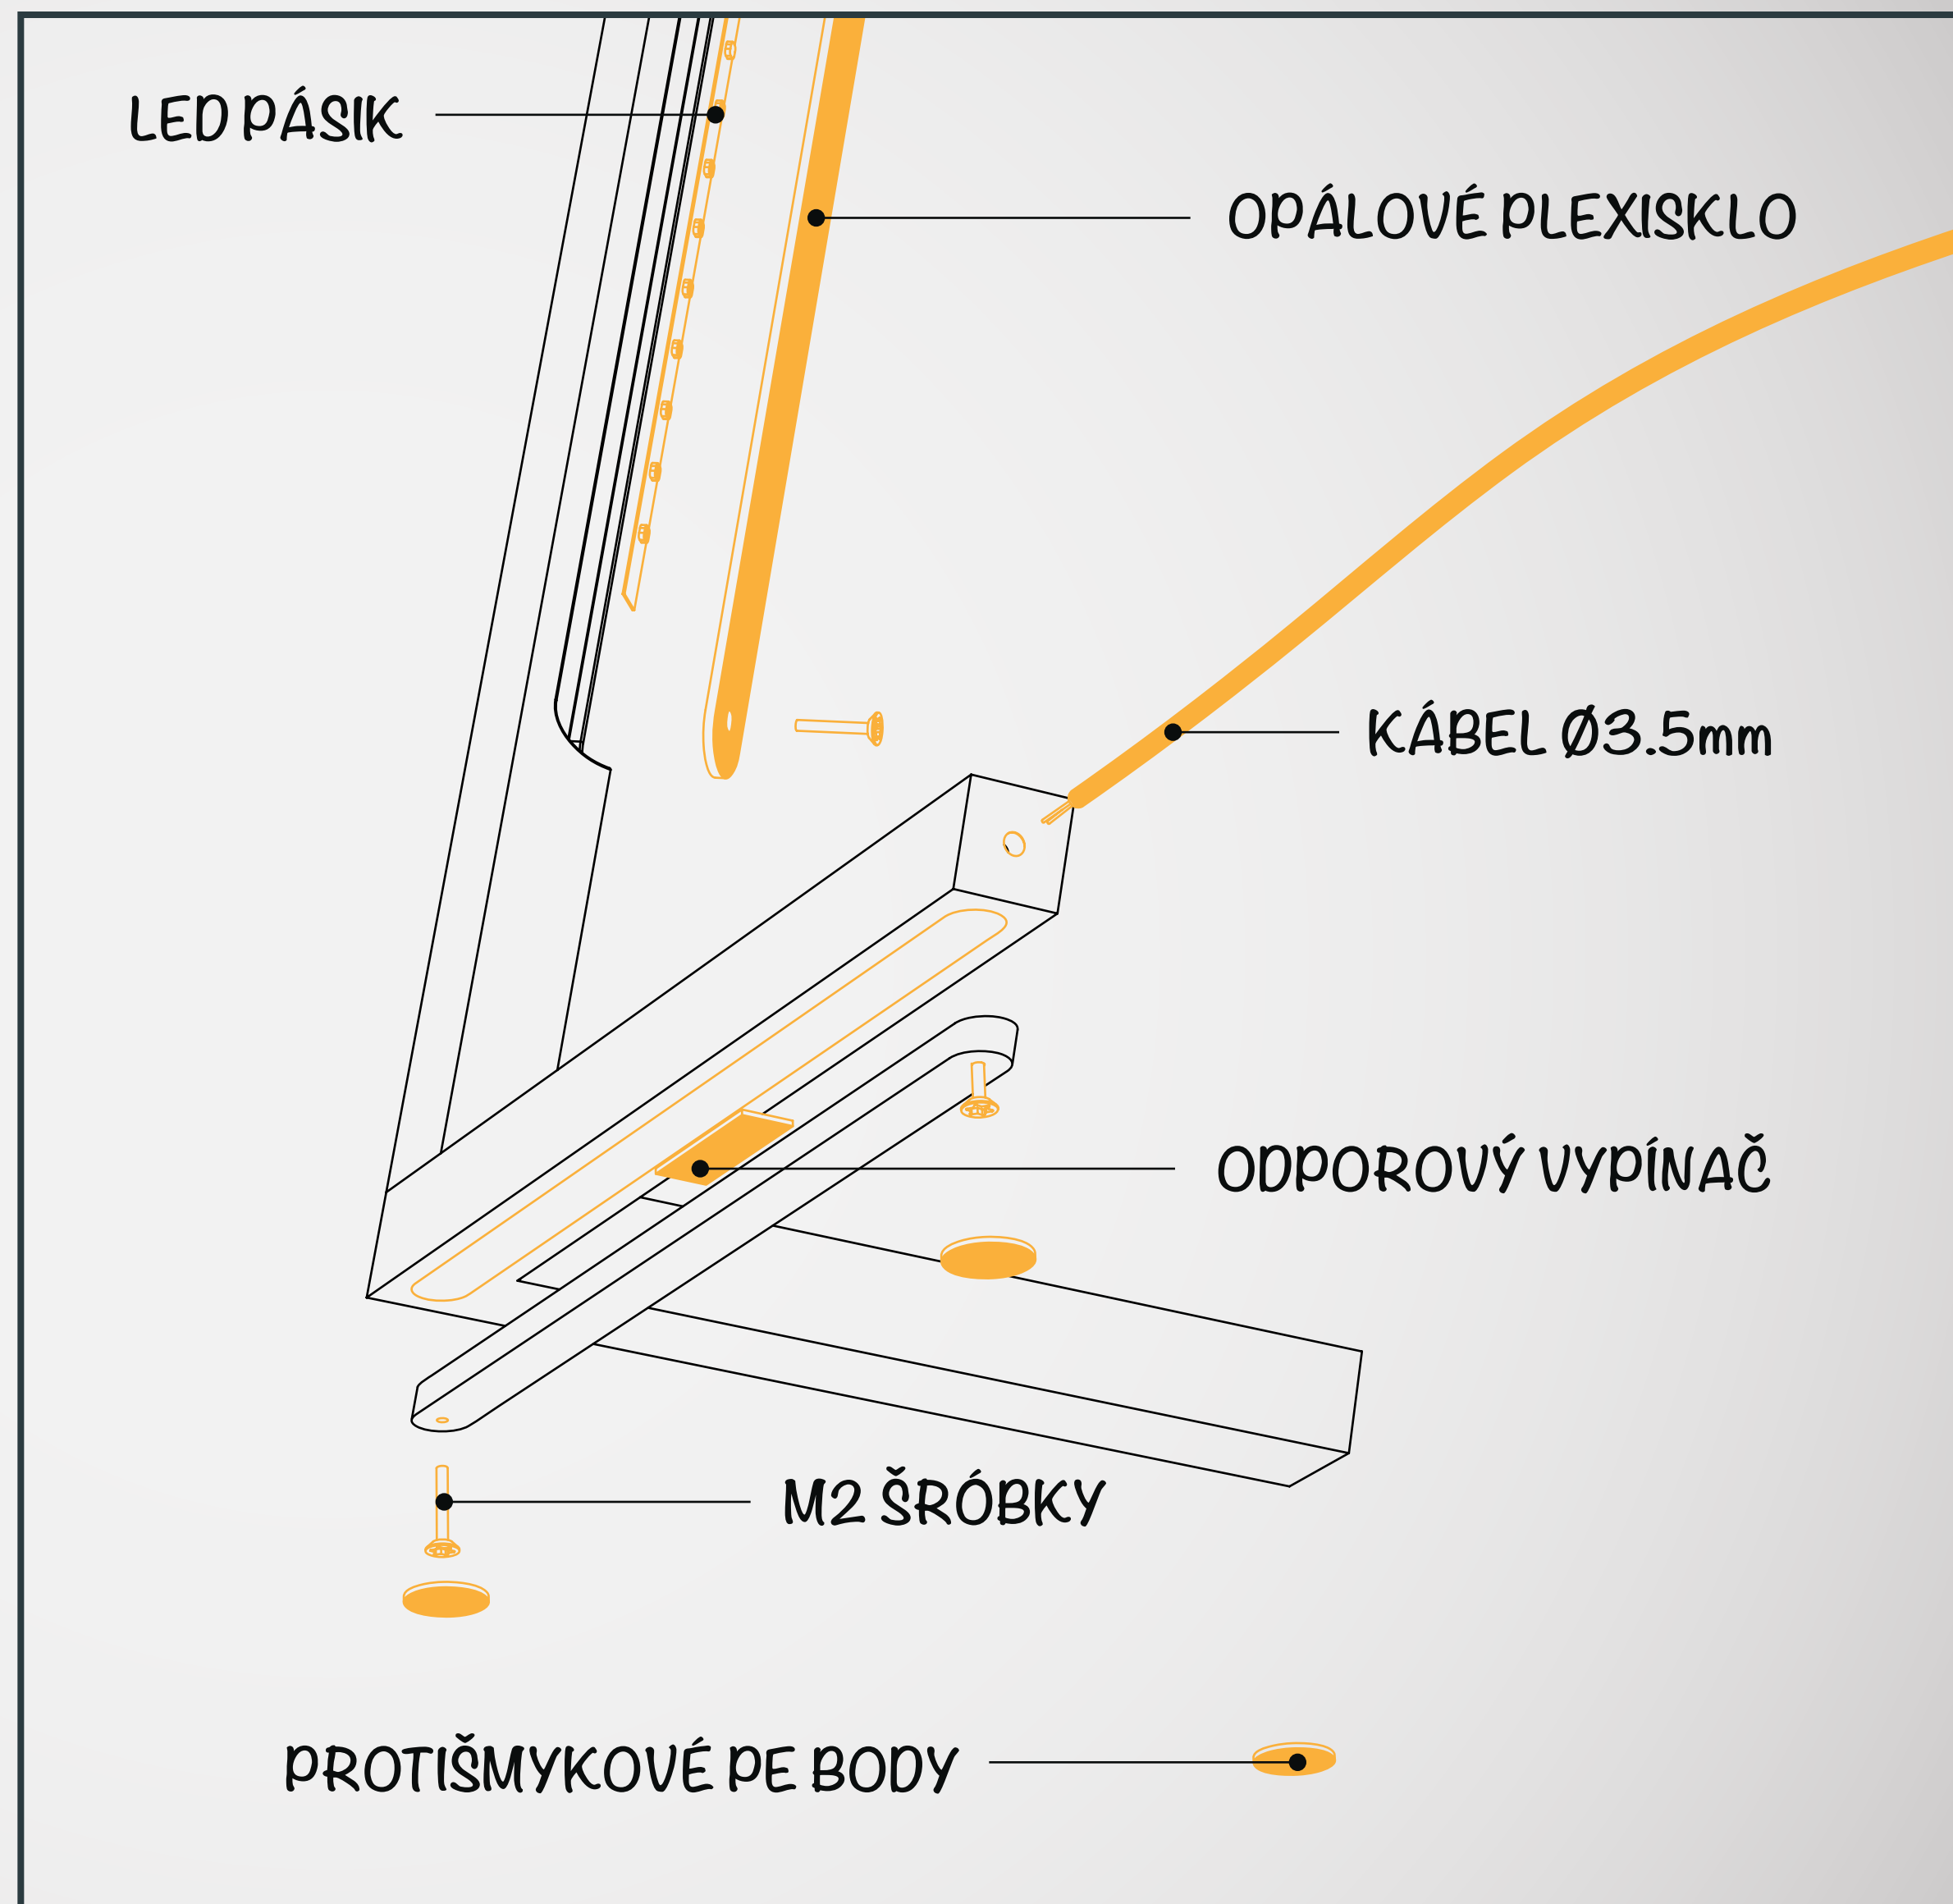 LED PÁSIK
OPÁLOVÉ PLEXISKLO
KÁBEL Ø3.5mm
ODPOROVÝ VYPÍNAČ
M2 ŠRÓBKY
PROTIŠMYKOVÉ PE BODY